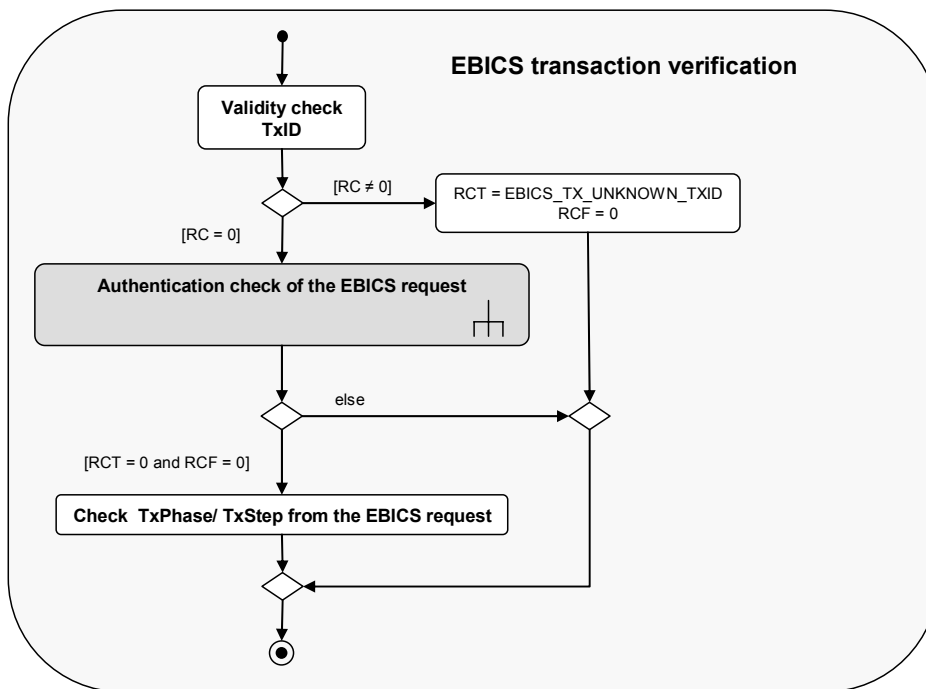 EBICS transaction verification
Validity check
TxID
[RC ≠ 0]
RCT = EBICS_TX_UNKNOWN_TXID
RCF = 0
[RC = 0]
Authentication check of the EBICS request
else
[RCT = 0 and RCF = 0]
Check TxPhase/ TxStep from the EBICS request